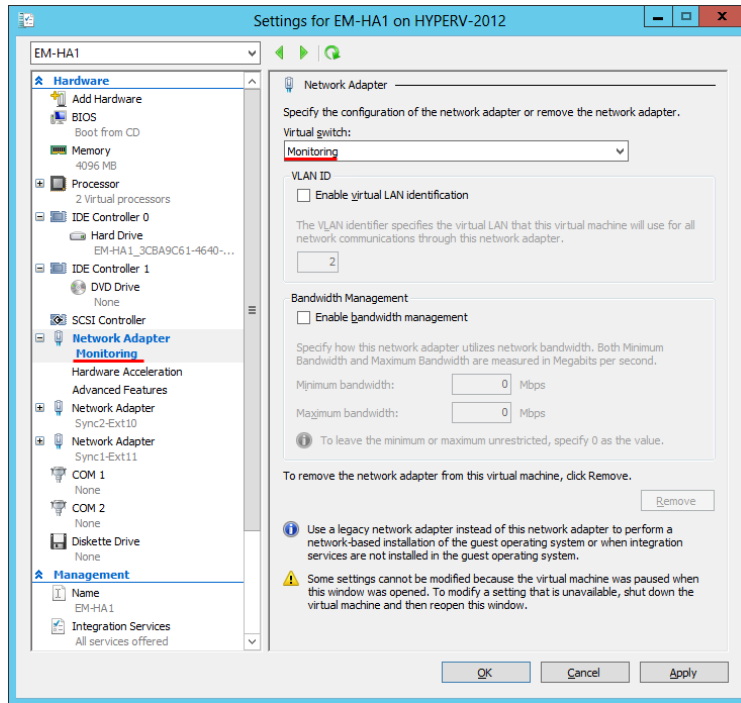 Settings for EM-HA1 on HYPERV-2012
EM-HA1
Hardware
Add Hardware
BIOS
Boot from CD
Memory
4096 MB
Processor
2 Virtual processors
IDE Controller 0
Hard Drive
EM-HA1_3CBA9C61-4640-...
IDE Controller 1
DVD Drive
None
SCSI Controller
Network Adapter
Monitoring
Hardware Acceleration
Advanced Features
Network Adapter
Sync2-Ext10
Network Adapter
Sync1-Ext11
COM 1
None
COM 2
None
Diskette Drive
None
Management
Name
EM-HA1
Integration Services
All services offered
Network Adapter
Specify the configuration of the network adapter or remove the network adapter.
Virtual switch:
Monitoring
VLAN ID
Enable virtual LAN identification
The VLAN identifier specifies the virtual LAN that this virtual machine will use for all
network communications through this network adapter.
2
Bandwidth Management
Enable bandwidth management
Specify how this network adapter utilizes network bandwidth. Both Minimum
Bandwidth and Maximum Bandwidth are measured in Megabits per second.
Minimum bandwidth: 0 Mbps
Maximum bandwidth: 0 Mbps
To leave the minimum or maximum unrestricted, specify 0 as the value.
To remove the network adapter from this virtual machine, click Remove.
Remove
Use a legacy network adapter instead of this network adapter to perform a
network-based installation of the guest operating system or when integration
services are not installed in the guest operating system.
Some settings cannot be modified because the virtual machine was paused when
this window was opened. To modify a setting that is unavailable, shut down the
virtual machine and then reopen this window.
OK Cancel Apply